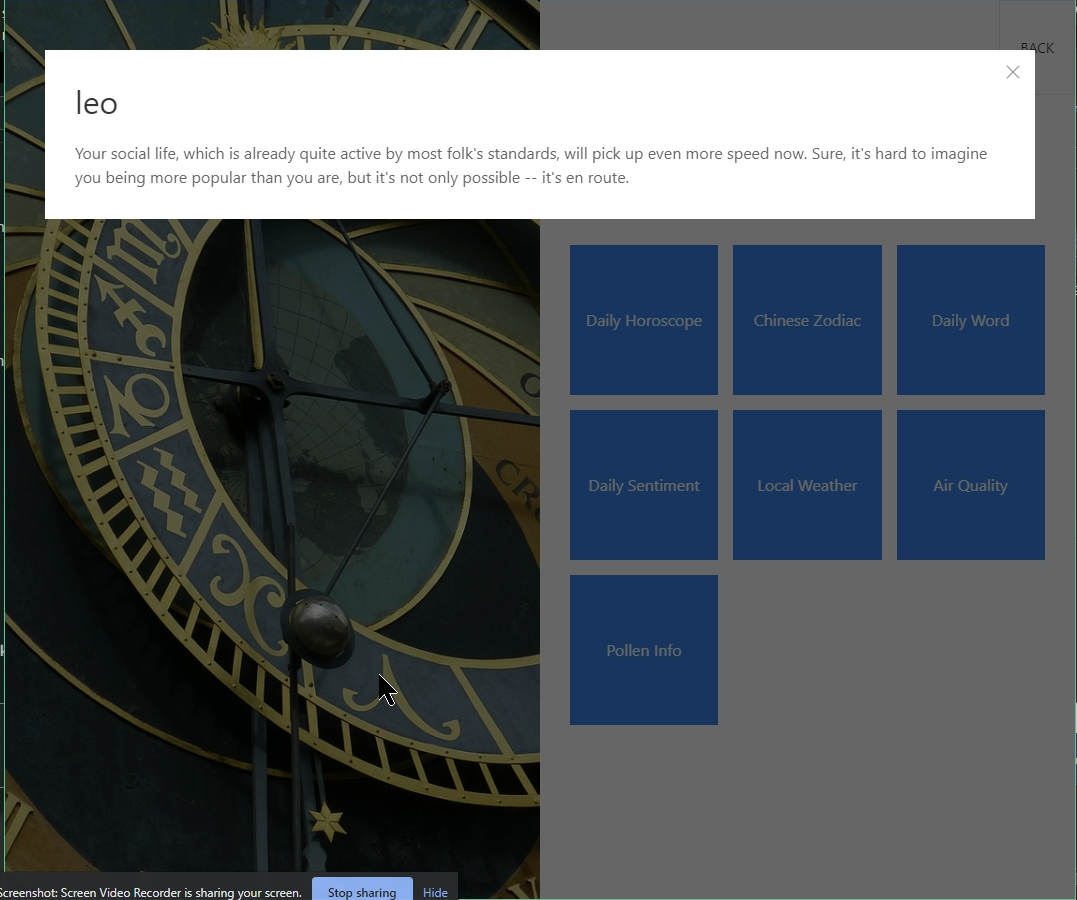 BACK
leo
Your social life, which is already quite active by most folk's standards, will pick up even more speed now. Sure, it's hard to imagine
you being more popular than you are, but it's not only possible -- it's en route.
Daily Horoscope
Chinese Zodiac
Daily Word
Daily Sentiment
Local Weather
Air Quality
Pollen Info
Screenshot: Screen Video Recorder is sharing your screen.
Stop sharing
Hide